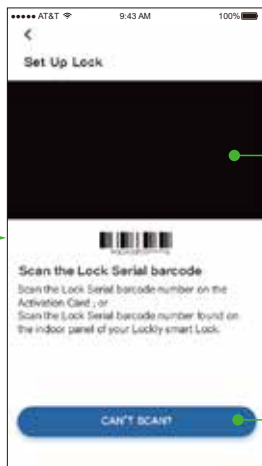 AT&T 9:43 AM 100%
Set Up Lock
Scan the Lock Serial barcode
Scan the Lock Serial barcode number on the
Activation Card ; or
Scan the Lock Serial barcode number found on
the indoor panel of your Lockly smart Lock.
CAN'T SCAN?